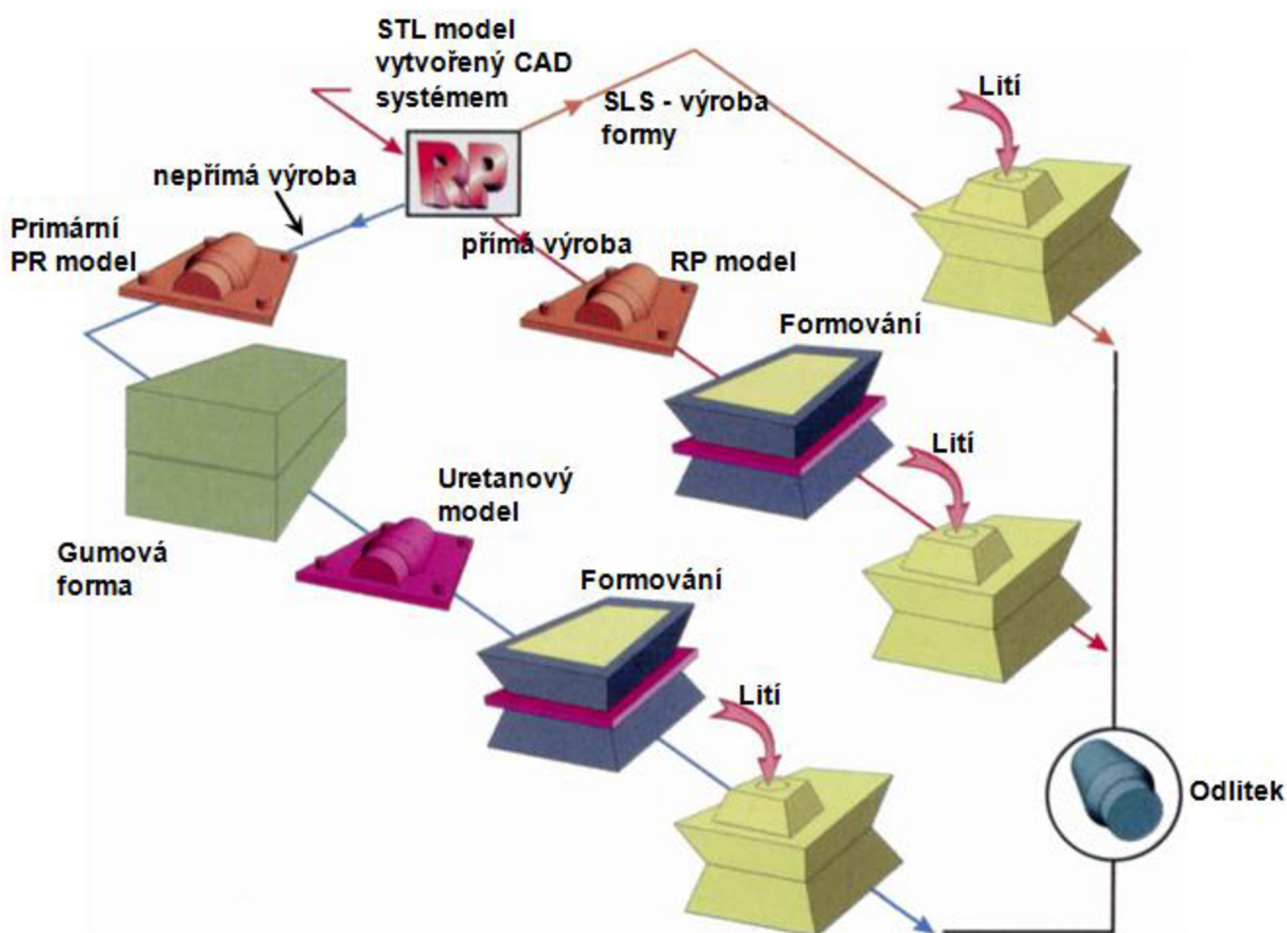 STL model
vytvořený CAD
systémem
SLS - výroba
formy
Lití
RP
nepřímá výroba
Primární
PR model
přímá výroba
RP model
Formování
Lití
Uretanový
model
Gumová
forma
Formování
Lití
Odlitek